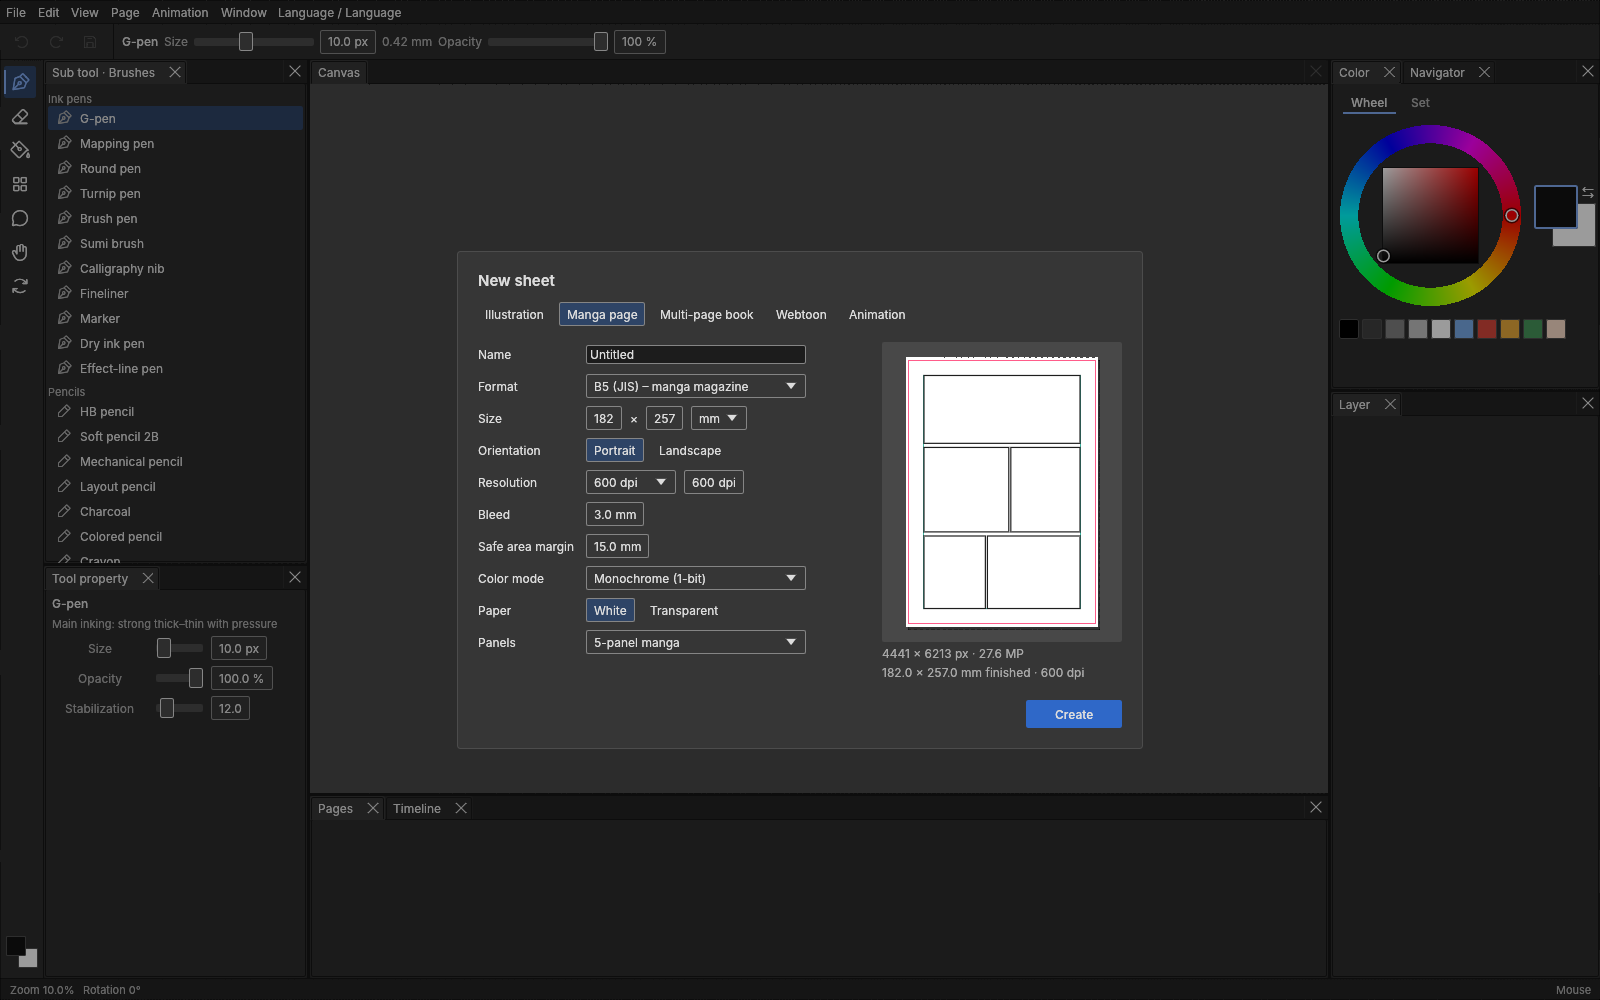 File Edit View Page Animation Window Language / Language
G-pen Size 10.0 px 0.42 mm Opacity 100 %
Sub tool · Brushes
Canvas
Color Navigator
Wheel Set
Ink pens
G-pen
Mapping pen
Round pen
Turnip pen
Brush pen
Sumi brush
Calligraphy nib
Fineliner
Marker
Dry ink pen
Effect-line pen
Pencils
HB pencil
Soft pencil 2B
Mechanical pencil
Layout pencil
Charcoal
Colored pencil
Crayon
Tool property
G-pen
Main inking: strong thick–thin with pressure
Size 10.0 px
Opacity 100.0 %
Stabilization 12.0
New sheet
Illustration Manga page Multi-page book Webtoon Animation
Name Untitled
Format B5 (JIS) – manga magazine
Size 182 × 257 mm
Orientation Portrait Landscape
Resolution 600 dpi 600 dpi
Bleed 3.0 mm
Safe area margin 15.0 mm
Color mode Monochrome (1-bit)
Paper White Transparent
Panels 5-panel manga
4441 × 6213 px · 27.6 MP
182.0 × 257.0 mm finished · 600 dpi
Create
Layer
Pages Timeline
Zoom 10.0% Rotation 0°
Mouse